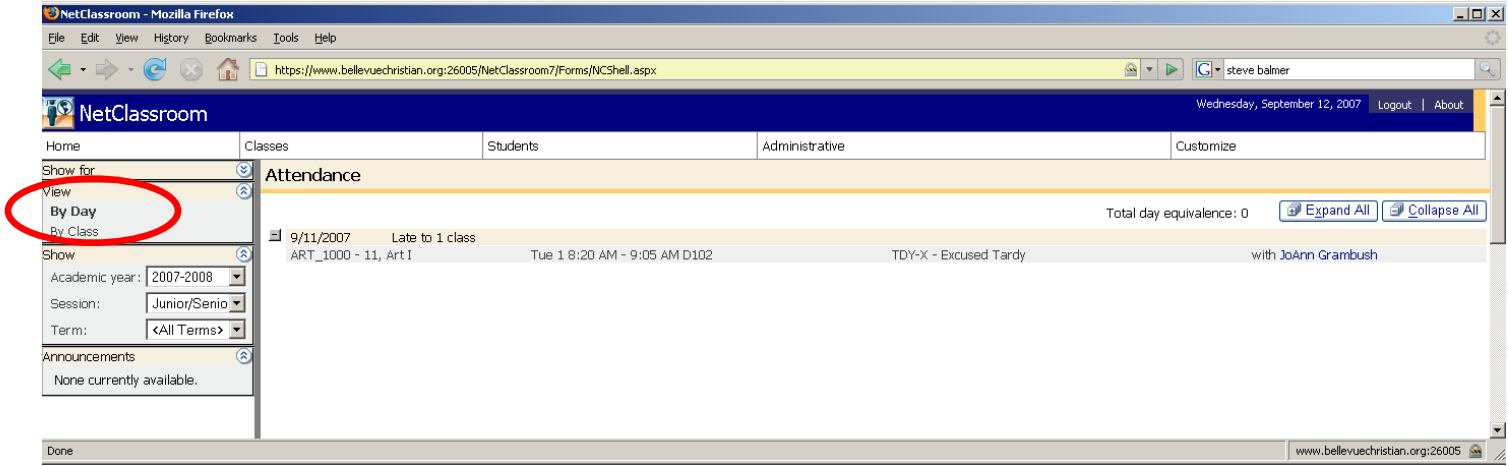 NetClassroom - Mozilla Firefox
File Edit View History Bookmarks Tools Help
https://www.bellevuechristian.org:26005/NetClassroom7/Forms/NCShell.aspx G steve balmer
NetClassroom Wednesday, September 12, 2007 Logout | About
Home Classes Students Administrative Customize
Show for
View
By Day
By Class
Show
Academic year: 2007-2008
Session: Junior/Senio
Term: <All Terms>
Announcements
None currently available.
Attendance
Total day equivalence: 0 Expand All Collapse All
9/11/2007 Late to 1 class
ART_1000 - 11, Art I Tue 1 8:20 AM - 9:05 AM D102 TDY-X - Excused Tardy with JoAnn Grambush
Done www.bellevuechristian.org:26005